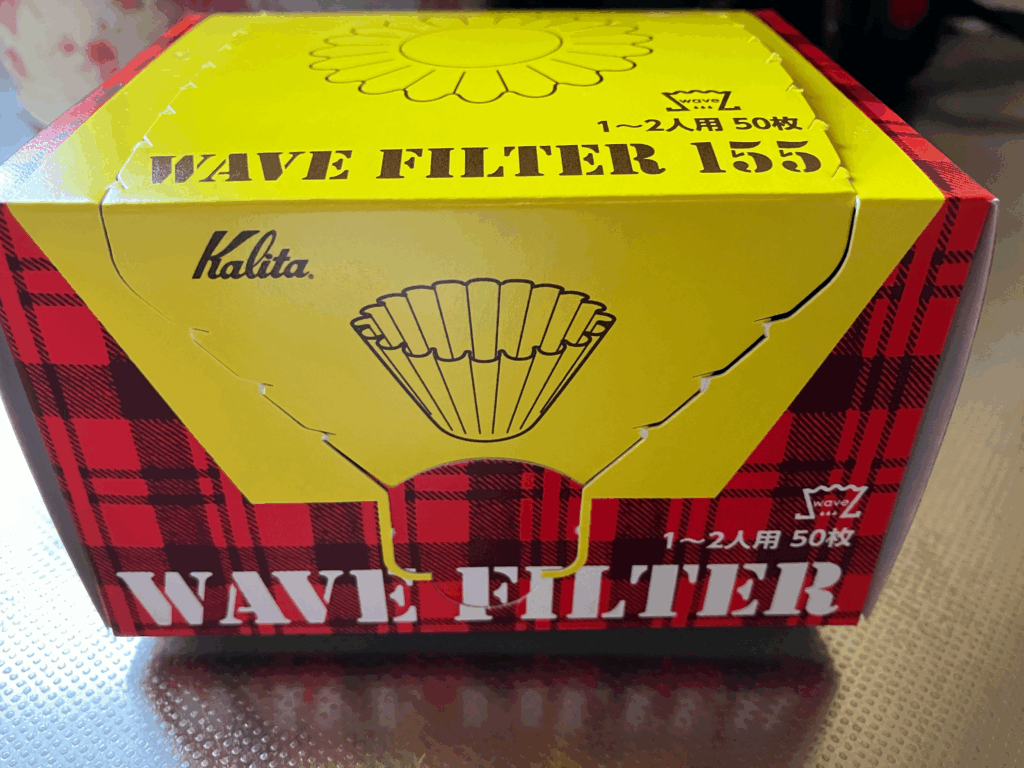 wave
1～2人用 50枚
WAVE FILTER 155
Kalita
wave
1～2人用 50枚
WAVE FILTER